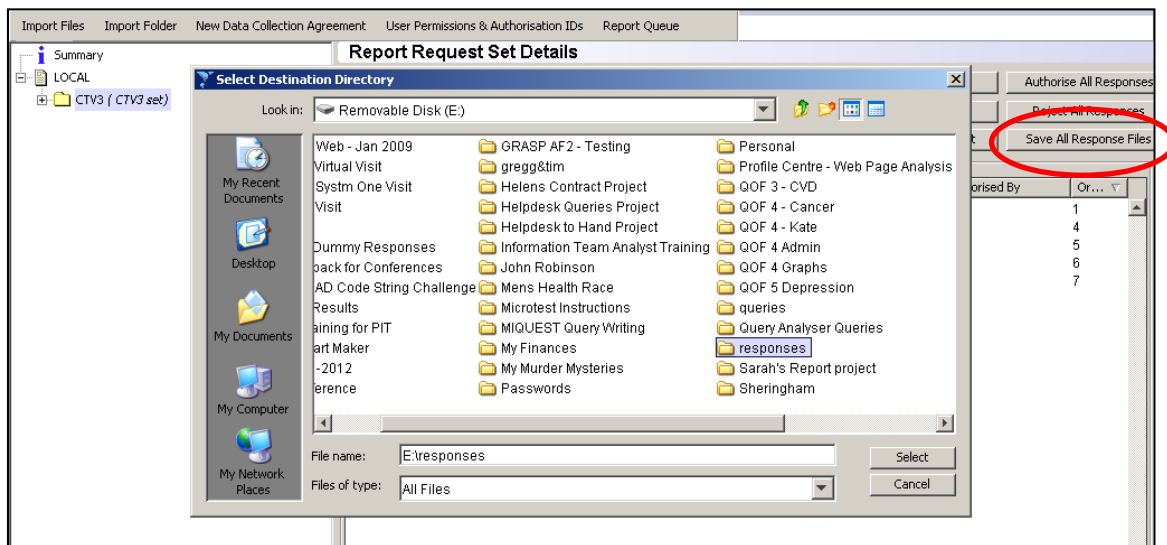 Import Files Import Folder New Data Collection Agreement User Permissions & Authorisation IDs Report Queue
Summary
LOCAL
CTV3 ( CTV3 set)
Report Request Set Details
Authorise All Responses
Reject All Responses
Save All Response Files
orised By Or...
1
4
5
6
7
Select Destination Directory
Look in: Removable Disk (E:)
My Recent Documents
Desktop
My Documents
My Computer
My Network Places
Web - Jan 2009
Virtual Visit
Systm One Visit
Visit
Dummy Responses
back for Conferences
AD Code String Challenge
Results
aining for PIT
art Maker
-2012
erence
GRASP AF2 - Testing
gregg&tim
Helens Contract Project
Helpdesk Queries Project
Helpdesk to Hand Project
Information Team Analyst Training
John Robinson
Mens Health Race
Microtest Instructions
MIQUEST Query Writing
My Finances
My Murder Mysteries
Passwords
Personal
Profile Centre - Web Page Analysis
QOF 3 - CVD
QOF 4 - Cancer
QOF 4 - Kate
QOF 4 Admin
QOF 4 Graphs
QOF 5 Depression
queries
Query Analyser Queries
responses
Sarah's Report project
Sheringham
File name: E:\responses
Select
Files of type: All Files
Cancel